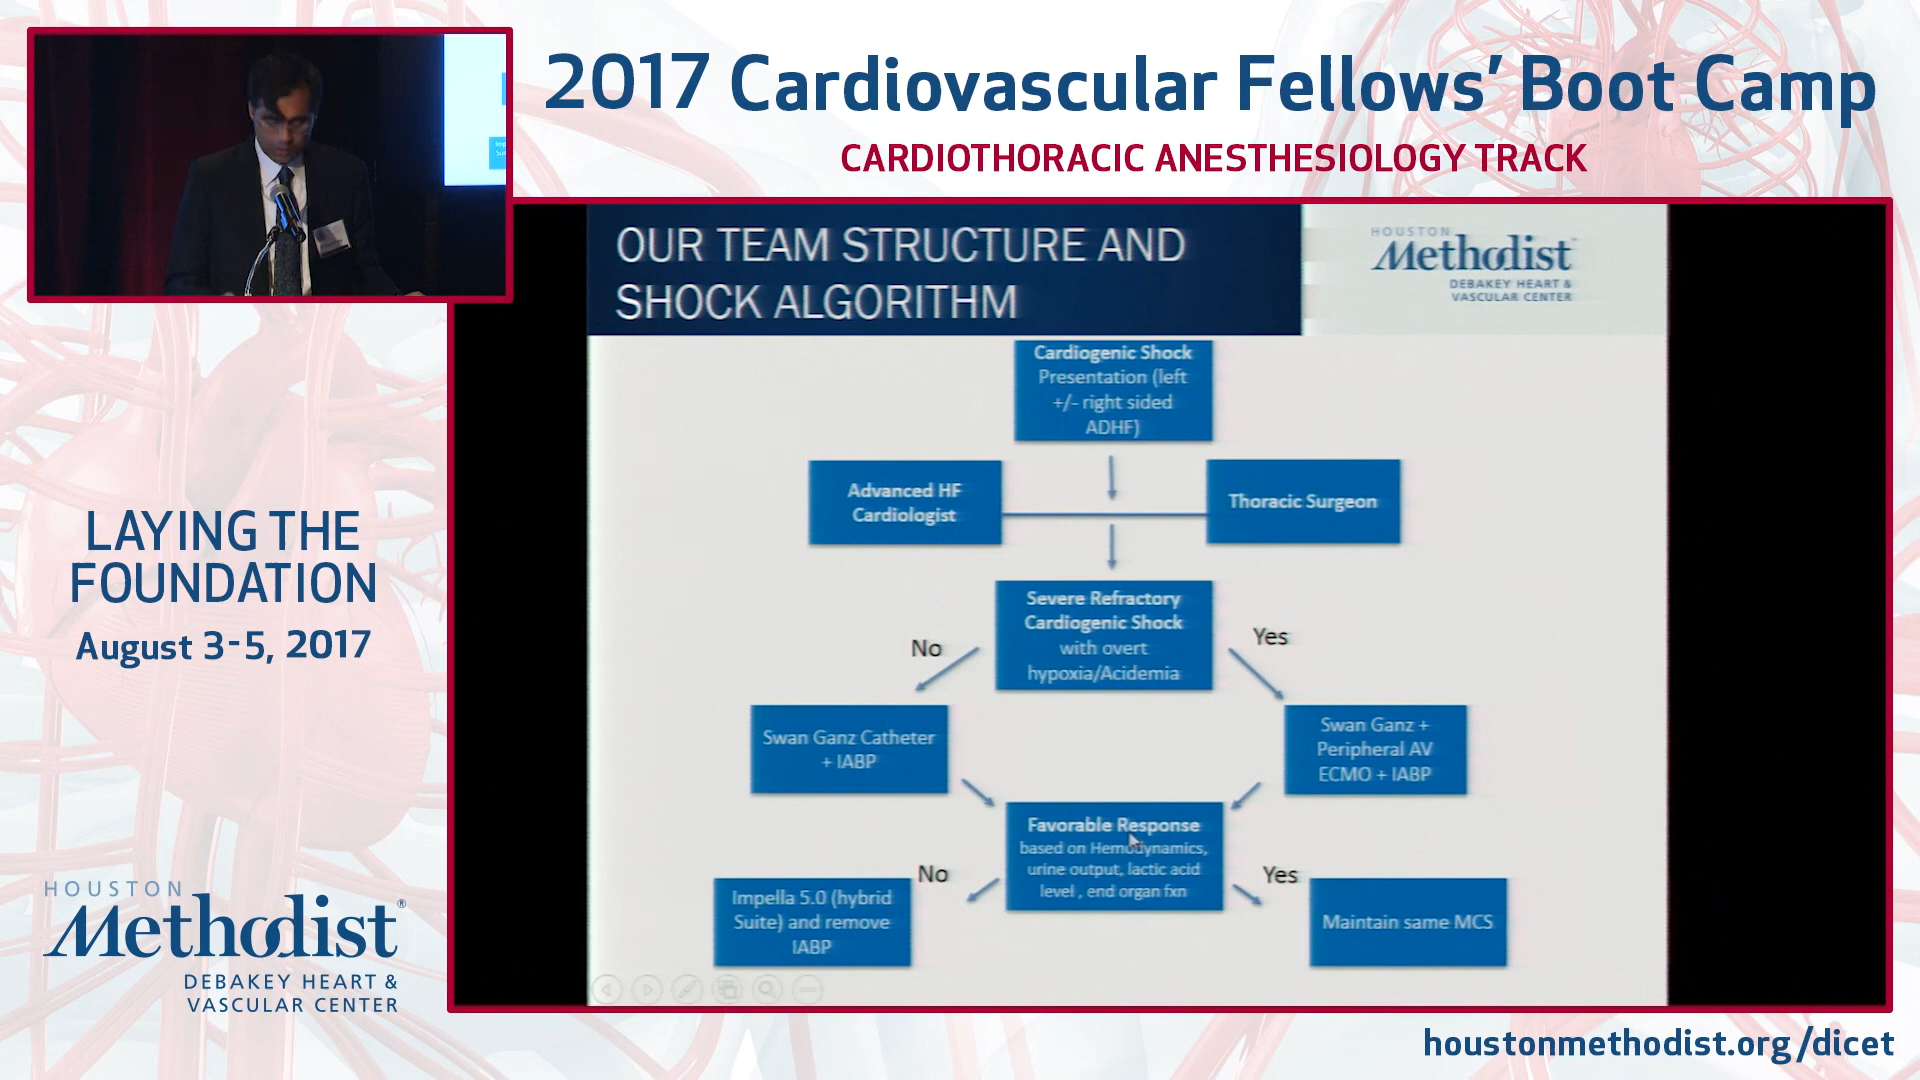 2017 Cardiovascular Fellows' Boot Camp
CARDIOTHORACIC ANESTHESIOLOGY TRACK
OUR TEAM STRUCTURE AND
SHOCK ALGORITHM
HOUSTON
Methodist
DEBAKEY HEART &
VASCULAR CENTER
Cardiogenic Shock
Presentation (left
+/- right sided
ADHF)
Advanced HF
Cardiologist
Thoracic Surgeon
Severe Refractory
Cardiogenic Shock
with overt
hypoxia/Acidemia
No
Yes
Swan Ganz Catheter
+ IABP
Swan Ganz +
Peripheral AV
ECMO + IABP
Favorable Response
based on Hemodynamics,
urine output, lactic acid
level , end organ fxn
No
Yes
Impella 5.0 (hybrid
Suite) and remove
IABP
Maintain same MCS
LAYING THE
FOUNDATION
August 3-5, 2017
HOUSTON
Methodist®
DEBAKEY HEART &
VASCULAR CENTER
houstonmethodist.org/dicet